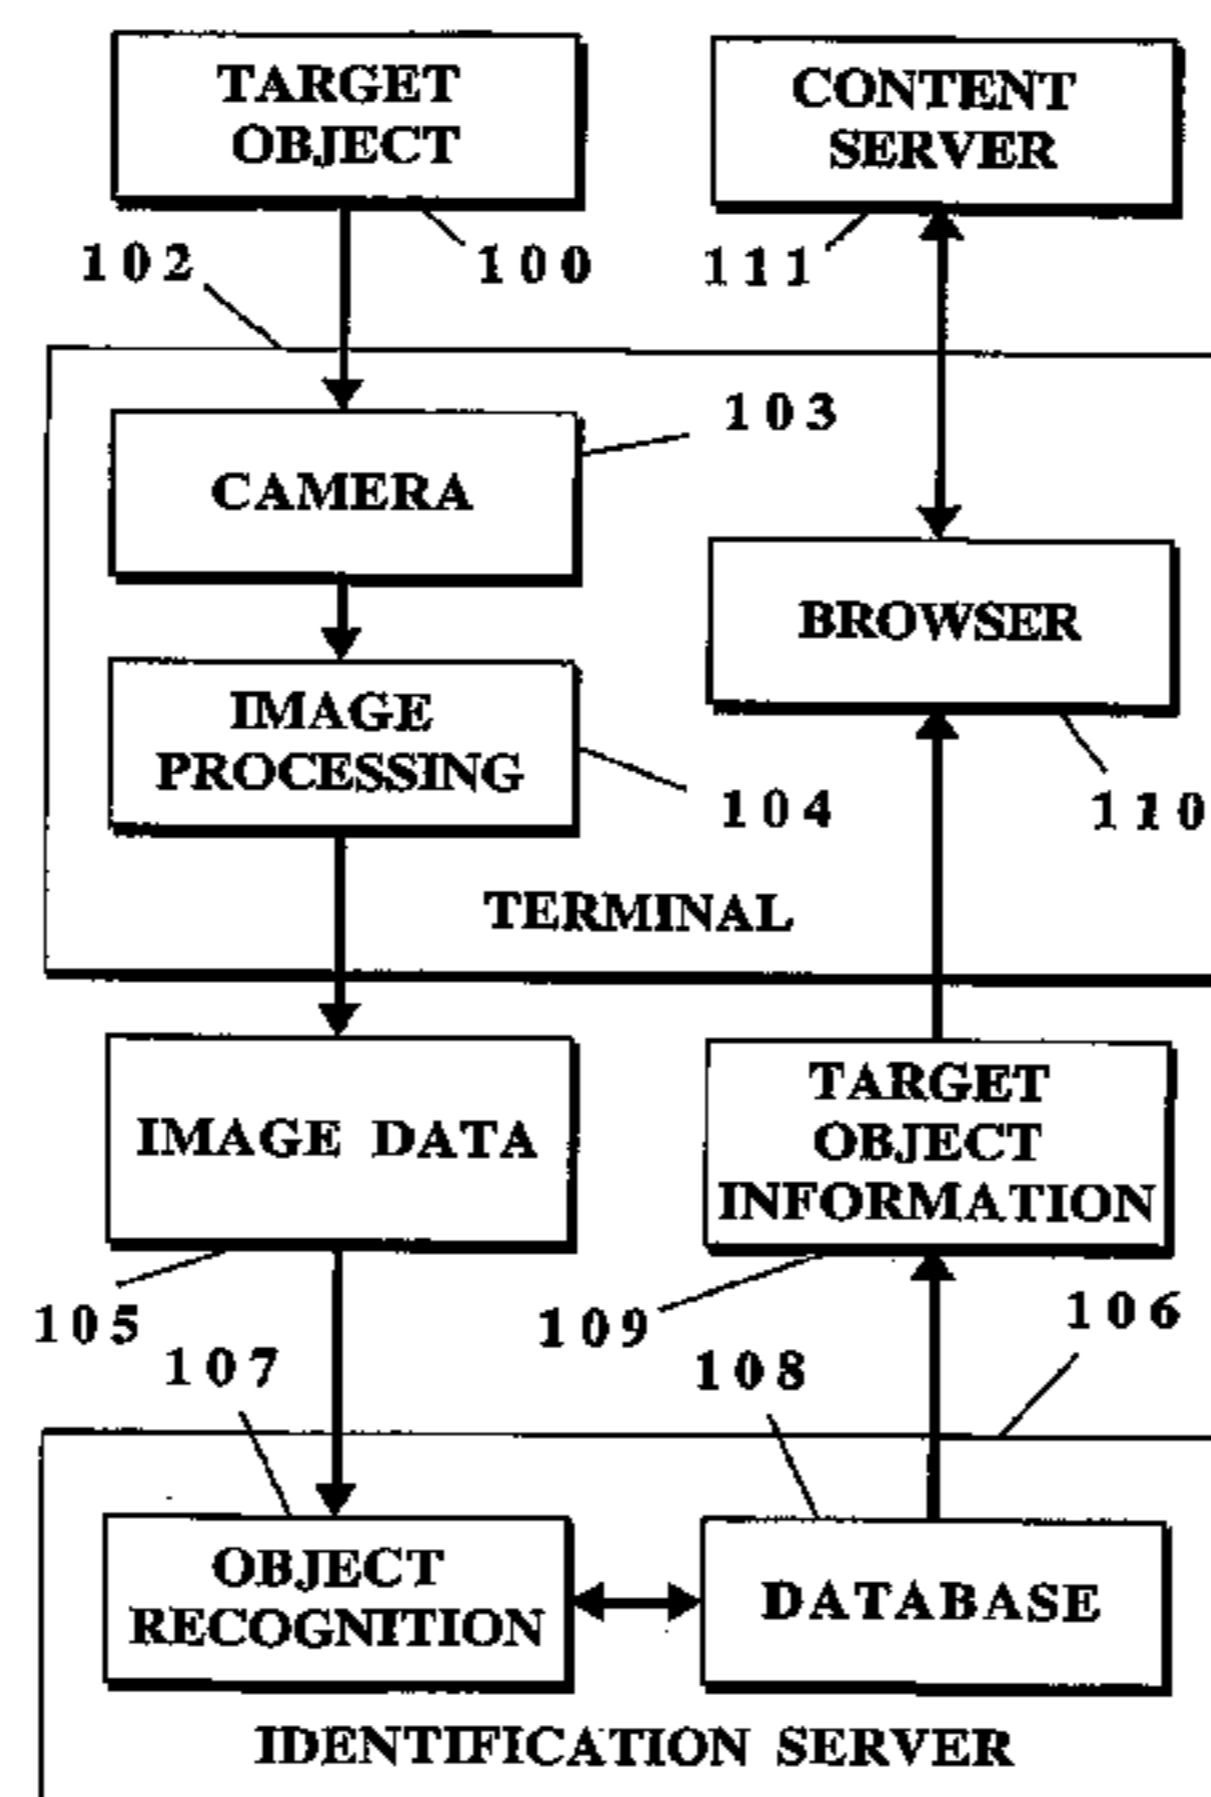 TARGET
OBJECT
CONTENT
SERVER
102
100
111
103
CAMERA
BROWSER
IMAGE
PROCESSING
104
110
TERMINAL
IMAGE DATA
TARGET
OBJECT
INFORMATION
105
109
106
107
108
OBJECT
RECOGNITION
DATABASE
IDENTIFICATION SERVER